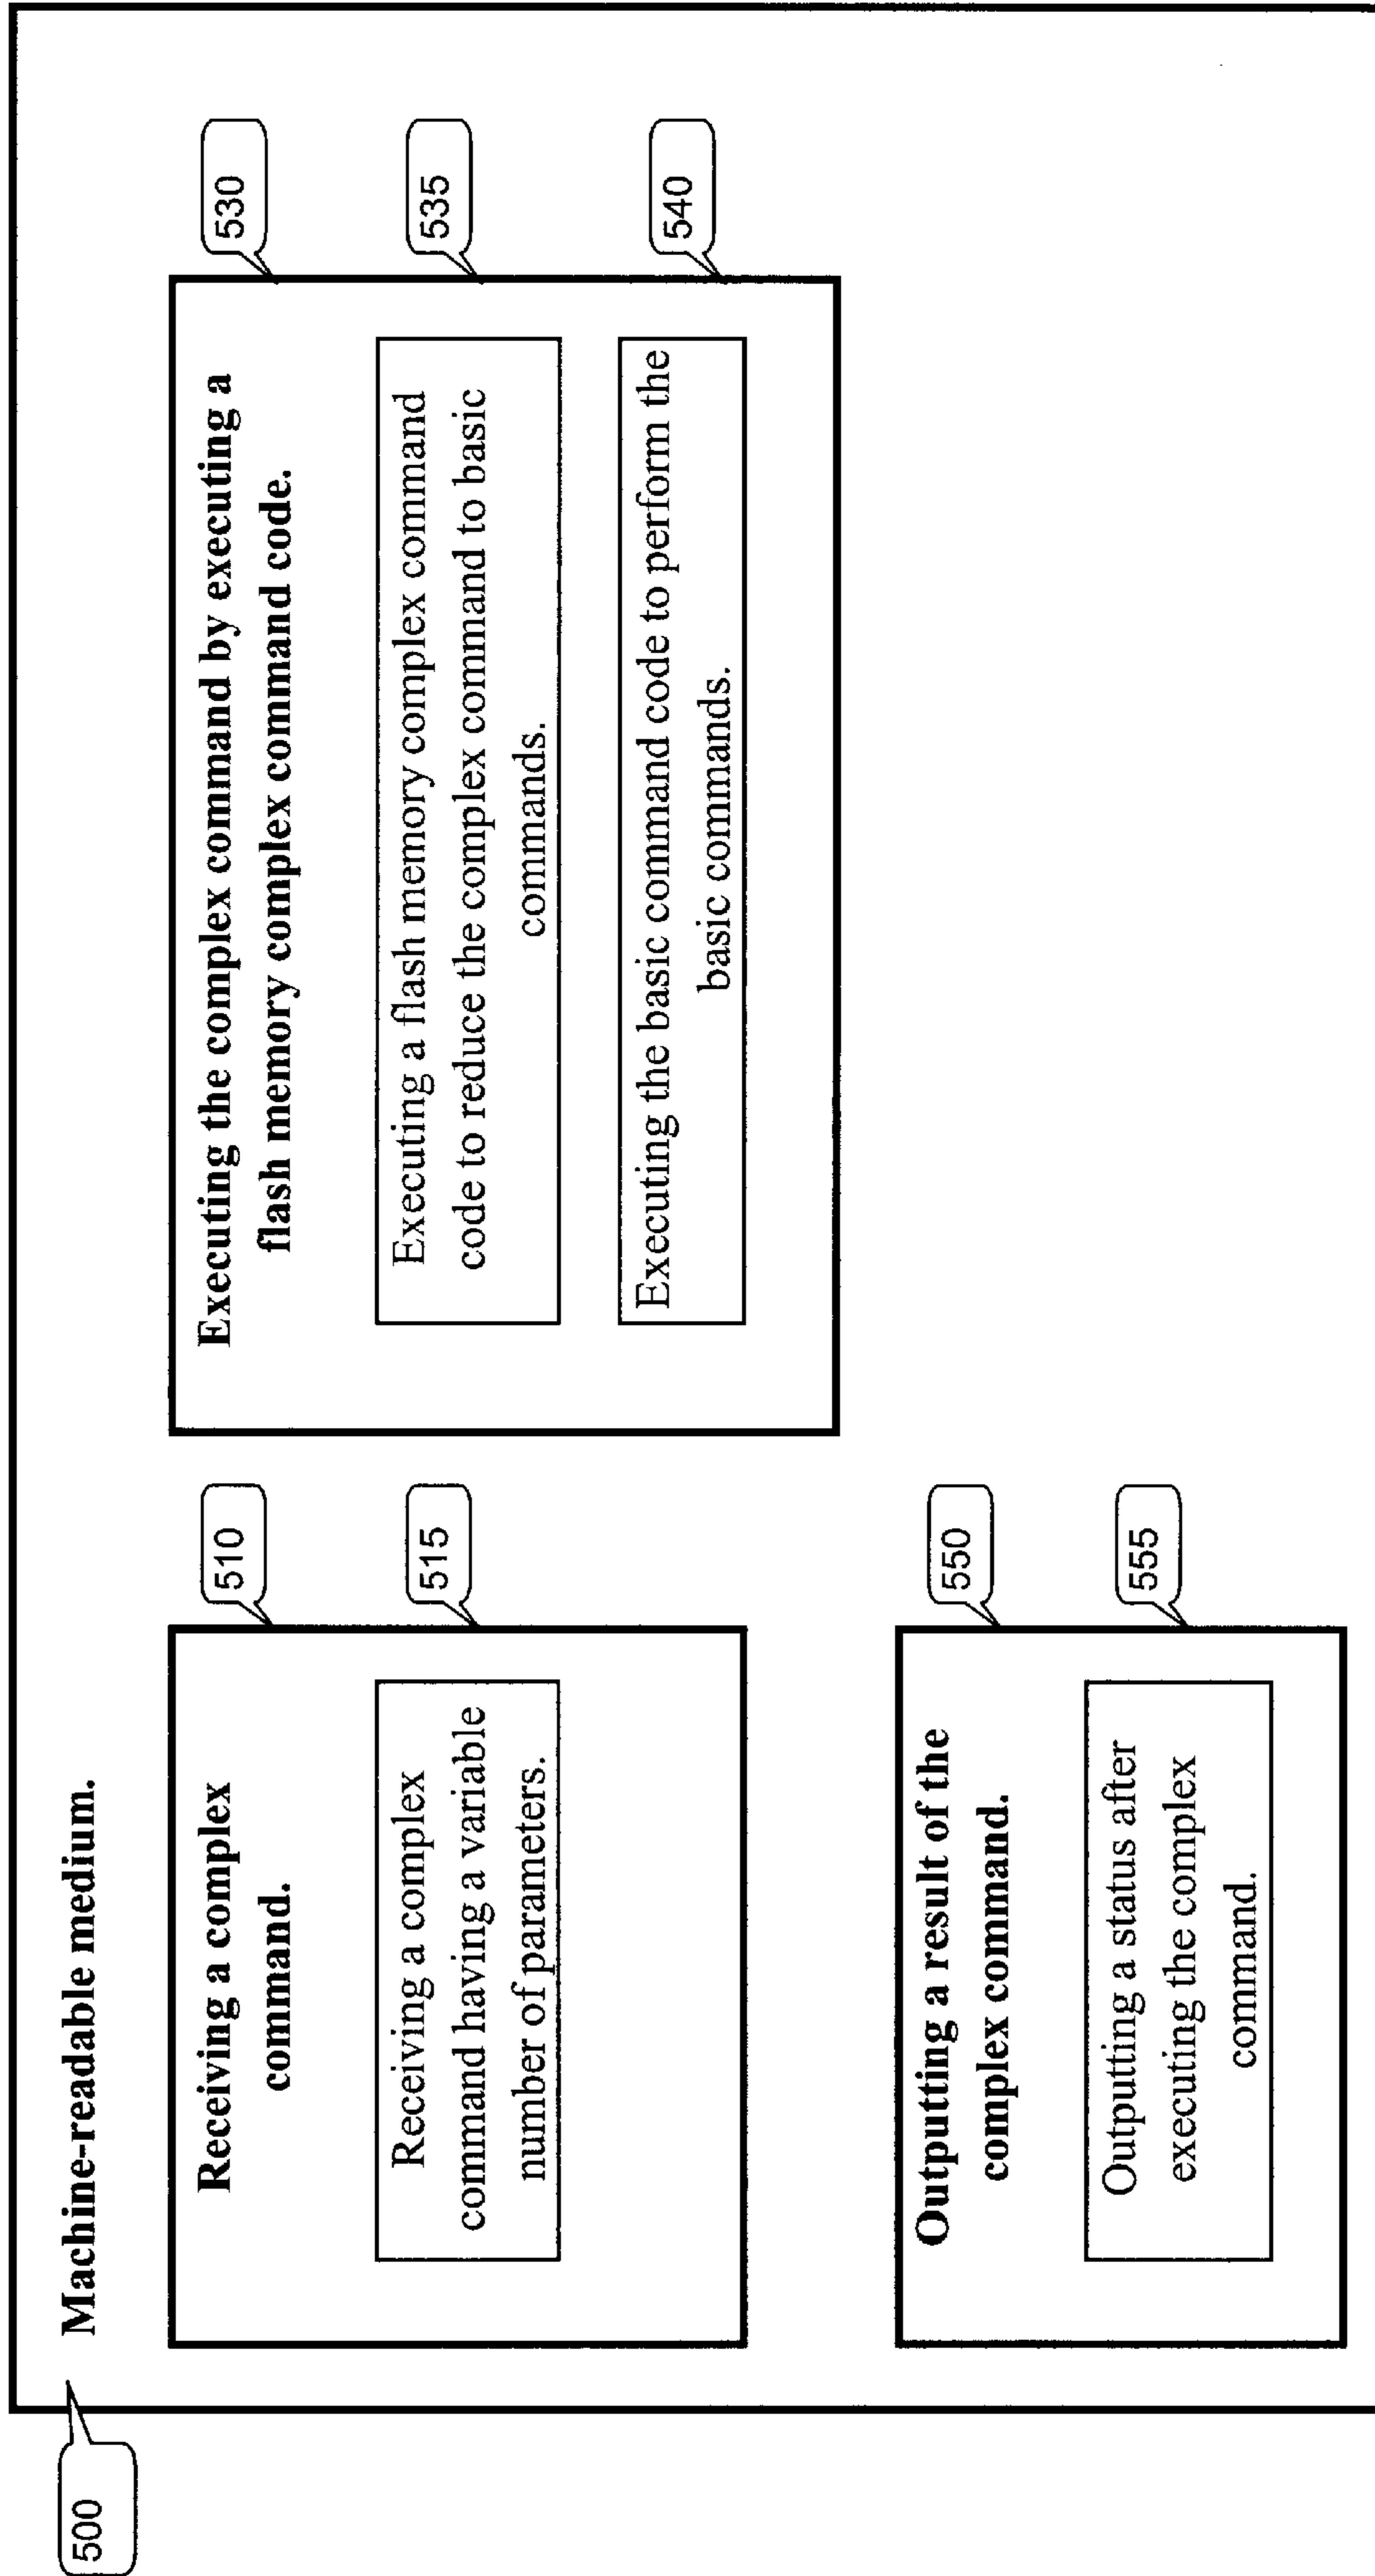 500
Machine-readable medium.
Receiving a complex
command.
510
Receiving a complex
command having a variable
number of parameters.
515
Executing the complex command by executing a
flash memory complex command code.
530
Executing a flash memory complex command
code to reduce the complex command to basic
commands.
535
Executing the basic command code to perform the
basic commands.
540
Outputting a result of the
complex command.
550
Outputting a status after
executing the complex
command.
555